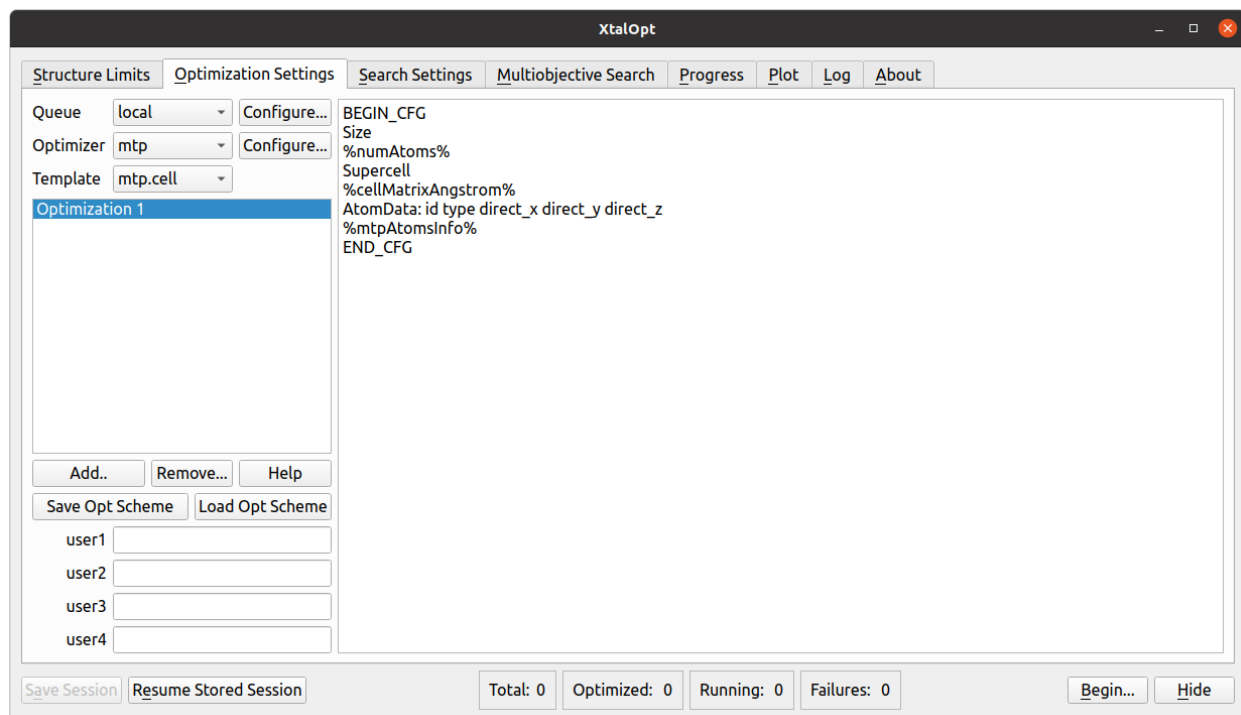 XtalOpt
Structure Limits Optimization Settings Search Settings Multiobjective Search Progress Plot Log About
Queue local Configure...
Optimizer mtp Configure...
Template mtp.cell
Optimization 1
Add.. Remove... Help
Save Opt Scheme Load Opt Scheme
user1
user2
user3
user4
BEGIN_CFG
Size
%numAtoms%
Supercell
%cellMatrixAngstrom%
AtomData: id type direct_x direct_y direct_z
%mtpAtomsInfo%
END_CFG
Save Session Resume Stored Session Total: 0 Optimized: 0 Running: 0 Failures: 0 Begin... Hide